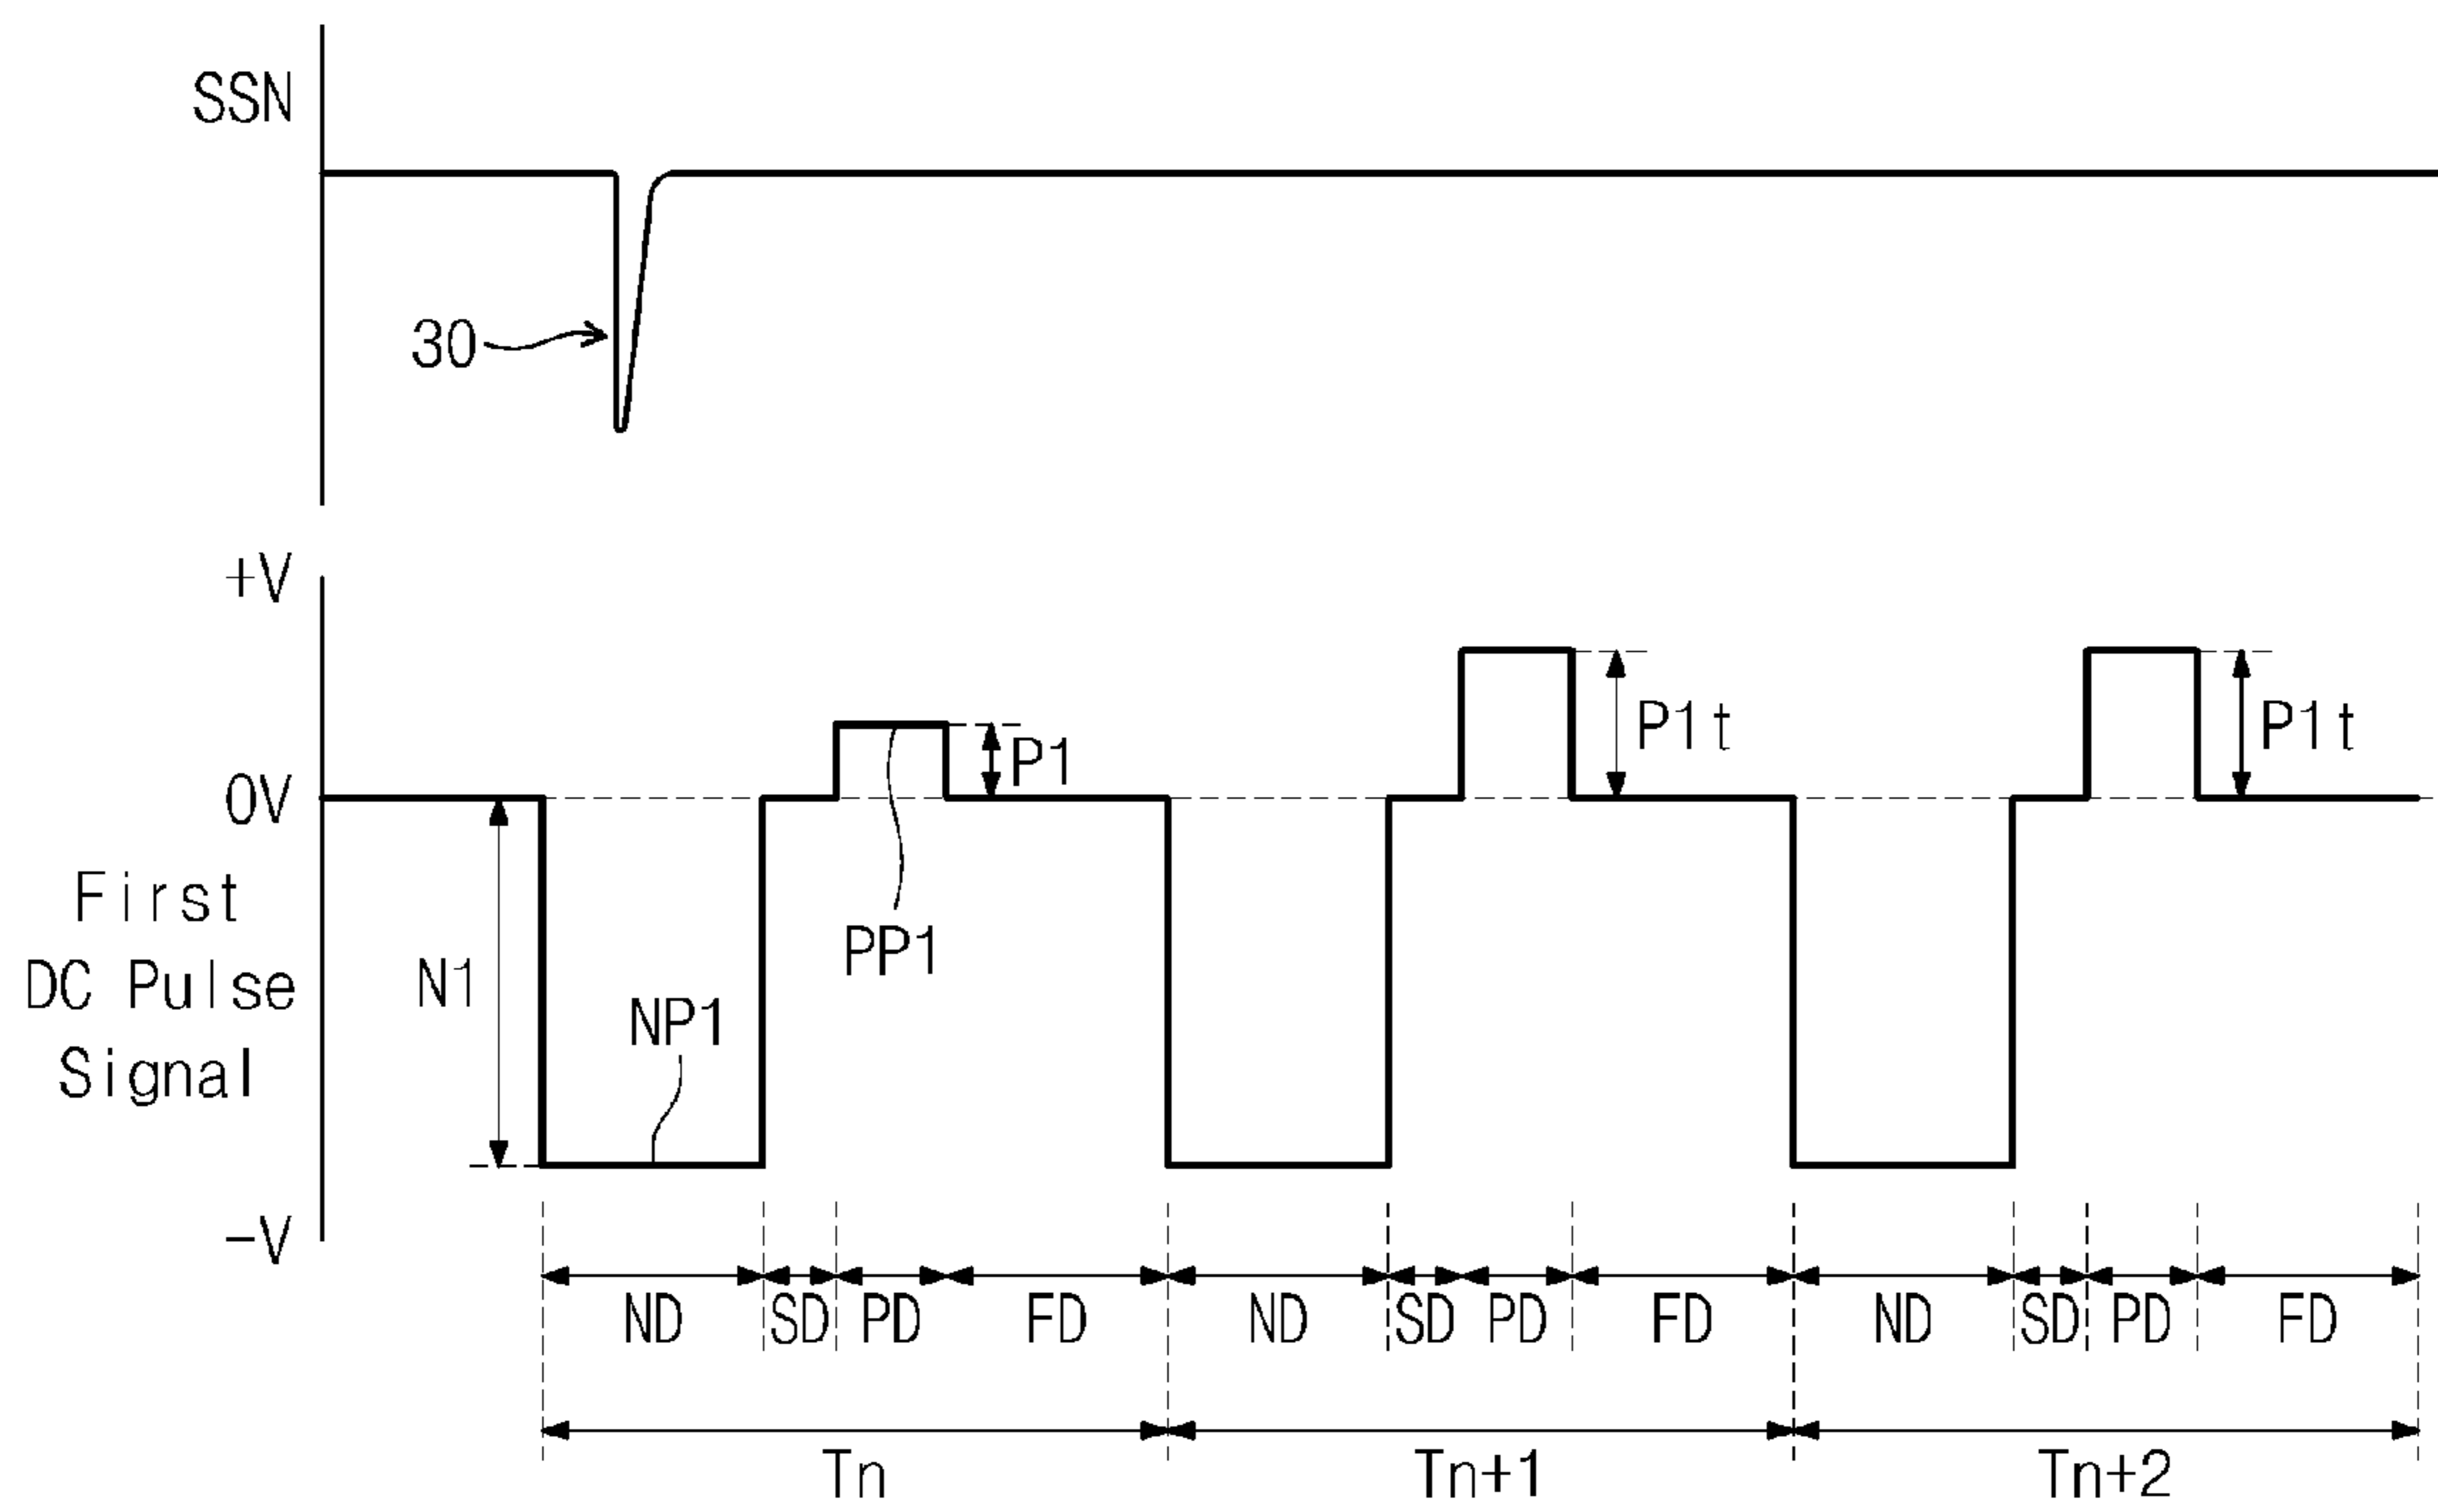 SSN
30
+V
P1
P1t
P1t
0V
First
DC Pulse
Signal
N1
NP1
PP1
-V
ND SD PD FD ND SD PD FD ND SD PD FD
Tn Tn+1 Tn+2